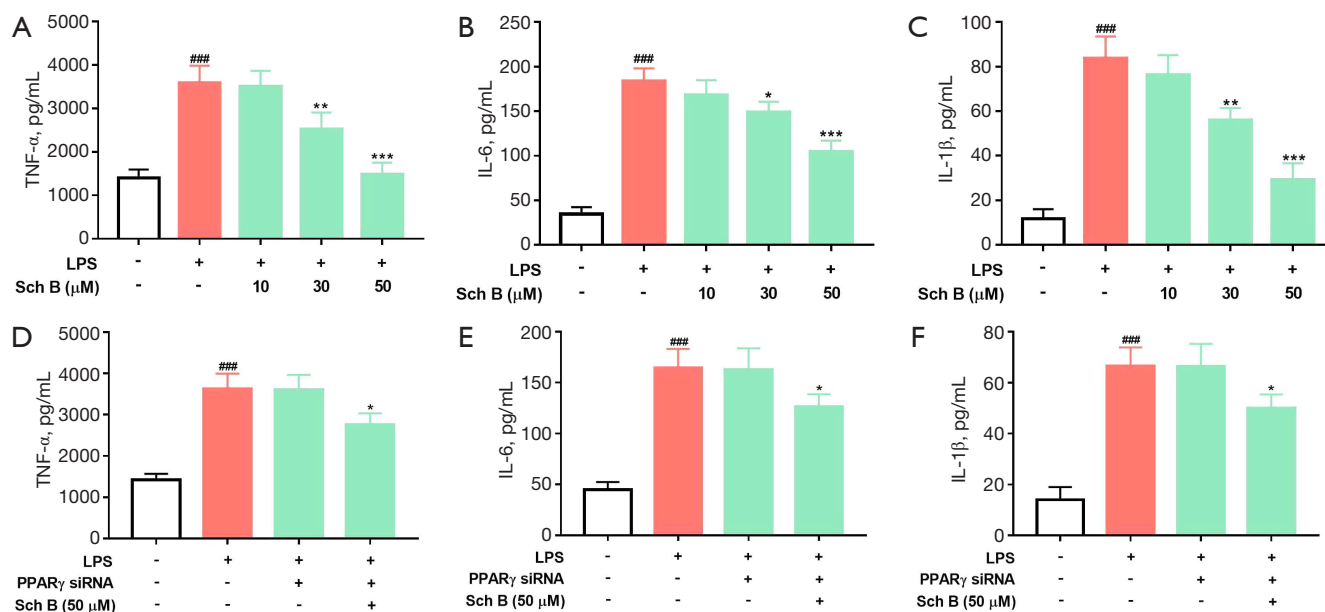 A
TNF-α, pg/mL
5000
4000
3000
2000
1000
0
###
**
***
LPS - + + + +
Sch B (μM) - - 10 30 50
B
IL-6, pg/mL
250
200
150
100
50
0
###
*
***
LPS - + + + +
Sch B (μM) - - 10 30 50
C
IL-1β, pg/mL
100
80
60
40
20
0
###
**
***
LPS - + + + +
Sch B (μM) - - 10 30 50
D
TNF-α, pg/mL
5000
4000
3000
2000
1000
0
###
*
LPS - + + +
PPARγ siRNA - - + +
Sch B (50 μM) - - - +
E
IL-6, pg/mL
200
150
100
50
0
###
*
LPS - + + +
PPARγ siRNA - - + +
Sch B (50 μM) - - - +
F
IL-1β, pg/mL
80
60
40
20
0
###
*
LPS - + + +
PPARγ siRNA - - + +
Sch B (50 μM) - - - +